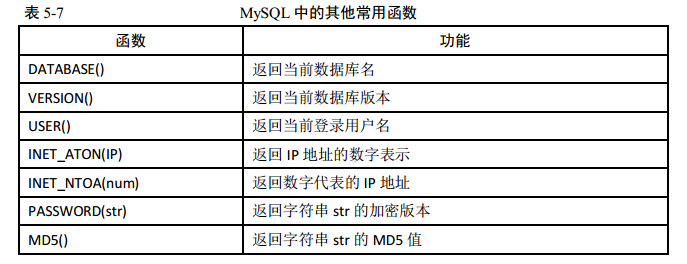 表 5-7 MySQL 中的其他常用函数
函数 功能
DATABASE() 返回当前数据库名
VERSION() 返回当前数据库版本
USER() 返回当前登录用户名
INET_ATON(IP) 返回 IP 地址的数字表示
INET_NTOA(num) 返回数字代表的 IP 地址
PASSWORD(str) 返回字符串 str 的加密版本
MD5() 返回字符串 str 的 MD5 值